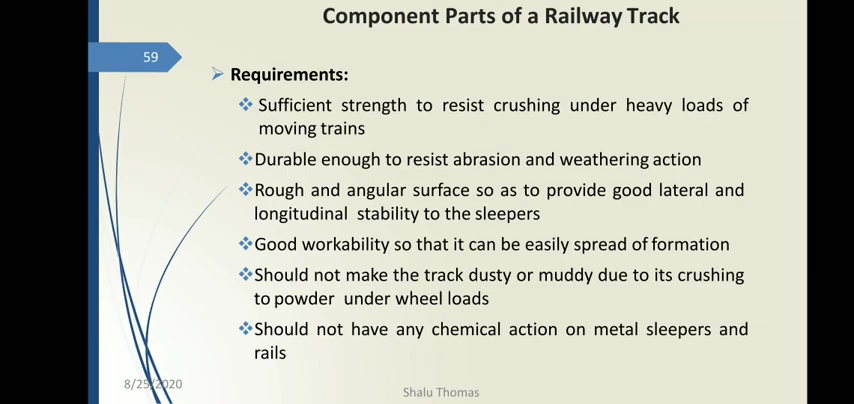 Component Parts of a Railway Track
59
Requirements:
Sufficient strength to resist crushing under heavy loads of
moving trains
Durable enough to resist abrasion and weathering action
Rough and angular surface so as to provide good lateral and
longitudinal stability to the sleepers
Good workability so that it can be easily spread of formation
Should not make the track dusty or muddy due to its crushing
to powder under wheel loads
Should not have any chemical action on metal sleepers and
rails
8/25/2020
Shalu Thomas